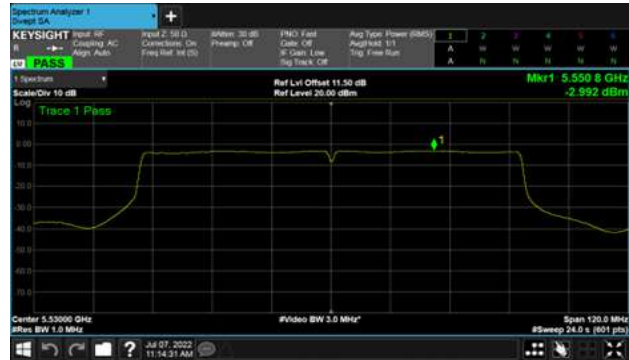 Spectrum Analyzer 1
Swept SA
+
KEYSIGHT Input: RF
Coupling: AC
Align: Auto
Input Z: 50 Ω
Corrections: On
Freq Ref: Int (S)
#Atten: 30 dB
Preamp: Off
PNO: Fast
Gate: Off
IF Gain: Low
Sig Track: Off
Avg Type: Power (RMS)
Avg|Hold: 1/1
Trig: Free Run
1 2 3 4 5 6
A W W W W W
A N N N N N
LV PASS
1 Spectrum
Scale/Div 10 dB
Ref Lvl Offset 11.50 dB
Ref Level 20.00 dBm
Mkr1 5.550 8 GHz
-2.992 dBm
Log
Trace 1 Pass
10.0
0.00
-10.0
-20.0
-30.0
-40.0
-50.0
-60.0
-70.0
1
Center 5.53000 GHz
#Res BW 1.0 MHz
#Video BW 3.0 MHz*
Span 120.0 MHz
#Sweep 24.0 s (601 pts)
?
Jul 07, 2022
11:14:31 AM